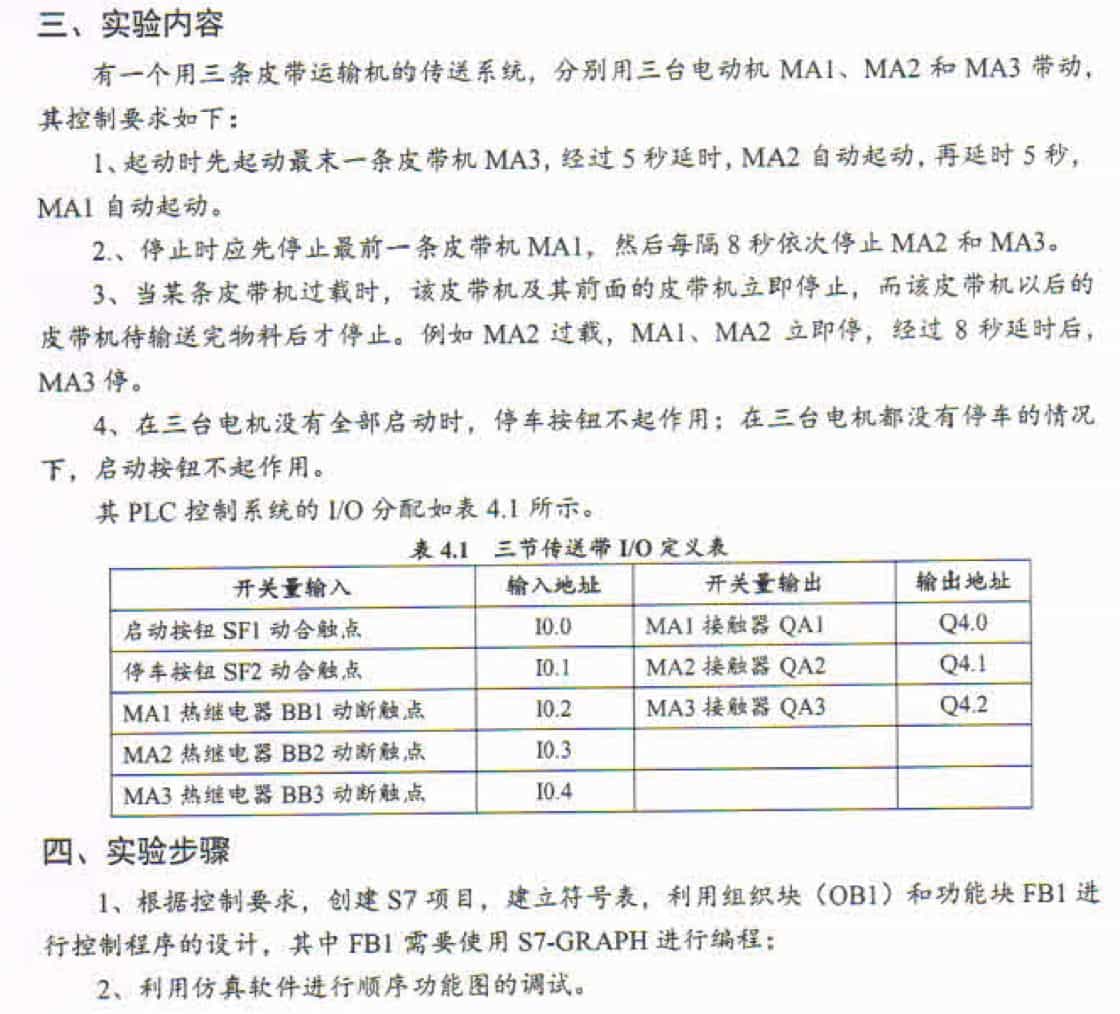 三、实验内容
有一个用三条皮带运输机的传送系统，分别用三台电动机 MA1、MA2 和 MA3 带动，
其控制要求如下：
1、起动时先起动最末一条皮带机 MA3，经过 5 秒延时，MA2 自动起动，再延时 5 秒，
MA1 自动起动。
2.、停止时应先停止最前一条皮带机 MA1，然后每隔 8 秒依次停止 MA2 和 MA3。
3、当某条皮带机过载时，该皮带机及其前面的皮带机立即停止，而该皮带机以后的
皮带机待输送完物料后才停止。例如 MA2 过载，MA1、MA2 立即停，经过 8 秒延时后，
MA3 停。
4、在三台电机没有全部启动时，停车按钮不起作用；在三台电机都没有停车的情况
下，启动按钮不起作用。
其 PLC 控制系统的 I/O 分配如表 4.1 所示。
表 4.1 三节传送带 I/O 定义表
开关量输入 输入地址 开关量输出 输出地址
启动按钮 SF1 动合触点 I0.0 MA1 接触器 QA1 Q4.0
停车按钮 SF2 动合触点 I0.1 MA2 接触器 QA2 Q4.1
MA1 热继电器 BB1 动断触点 I0.2 MA3 接触器 QA3 Q4.2
MA2 热继电器 BB2 动断触点 I0.3
MA3 热继电器 BB3 动断触点 I0.4
四、实验步骤
1、根据控制要求，创建 S7 项目，建立符号表，利用组织块（OB1）和功能块 FB1 进
行控制程序的设计，其中 FB1 需要使用 S7-GRAPH 进行编程；
2、利用仿真软件进行顺序功能图的调试。